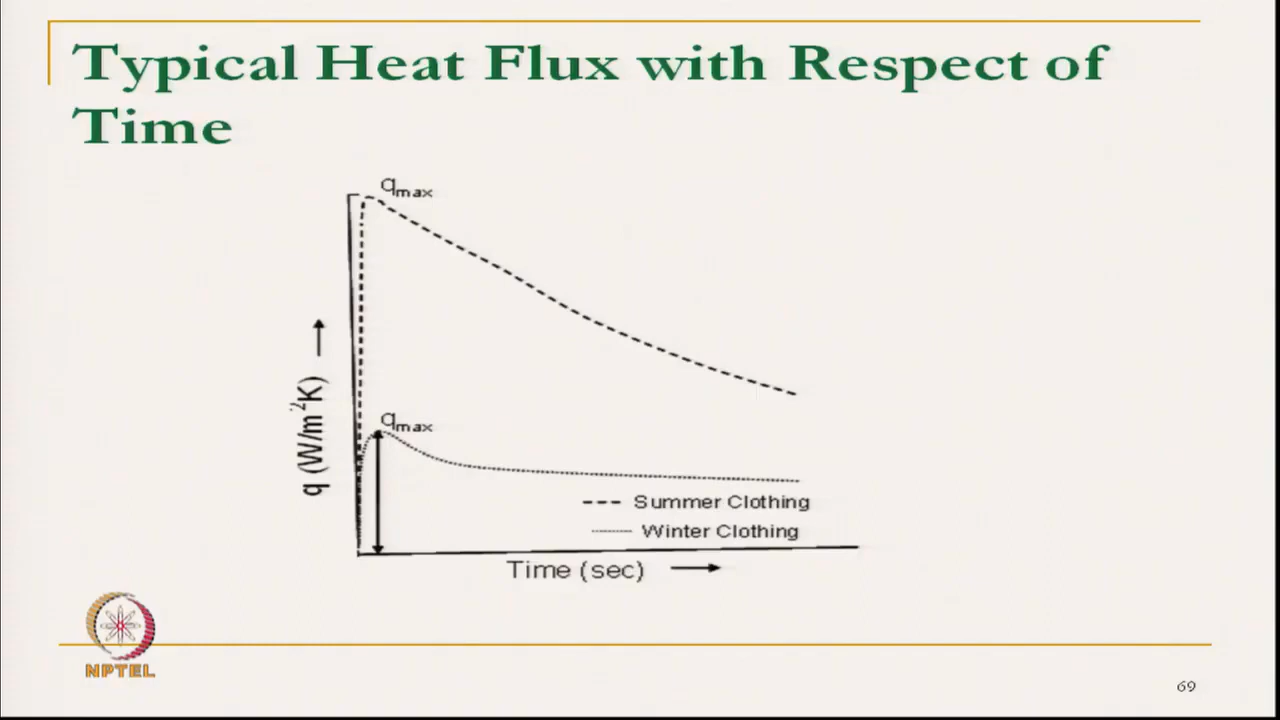 Typical Heat Flux with Respect of
Time
qmax
q (W/m²K)
qmax
Summer Clothing
Winter Clothing
Time (sec)
NPTEL
69